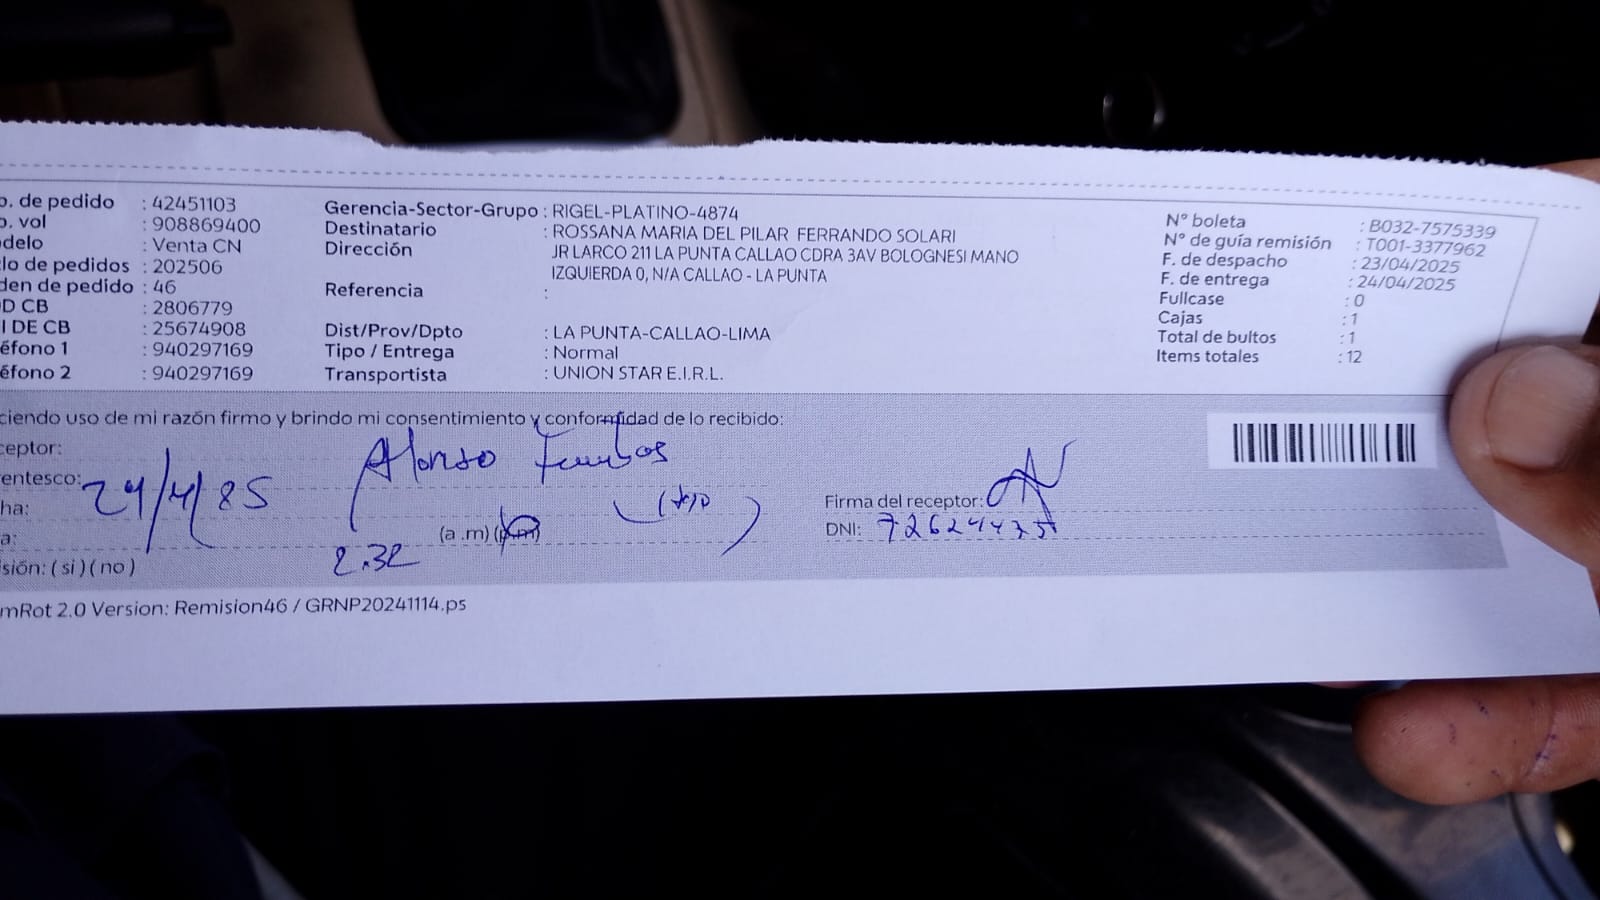 o. de pedido : 42451103
o. vol : 908869400
delo : Venta CN
lo de pedidos : 202506
den de pedido : 46
D CB : 2806779
I DE CB : 25674908
éfono 1 : 940297169
éfono 2 : 940297169
Gerencia-Sector-Grupo : RIGEL-PLATINO-4874
Destinatario : ROSSANA MARIA DEL PILAR FERRANDO SOLARI
Dirección JR LARCO 211 LA PUNTA CALLAO CDRA 3AV BOLOGNESI MANO
IZQUIERDA 0, N/A CALLAO - LA PUNTA
Referencia :
Dist/Prov/Dpto : LA PUNTA-CALLAO-LIMA
Tipo / Entrega : Normal
Transportista : UNION STAR E.I.R.L.
N° boleta : B032-7575339
N° de guía remisión : T001-3377962
F. de despacho : 23/04/2025
F. de entrega : 24/04/2025
Fullcase : 0
Cajas : 1
Total de bultos : 1
Items totales : 12
ciendo uso de mi razón firmo y brindo mi consentimiento y conformidad de lo recibido:
ceptor: Alonso
entesco:
ha: 24/4/85
a: 2.32 (a .m) (p.m)
sión: ( si ) ( no )
Firma del receptor:
DNI:
mRot 2.0 Version: Remision46 / GRNP20241114.ps